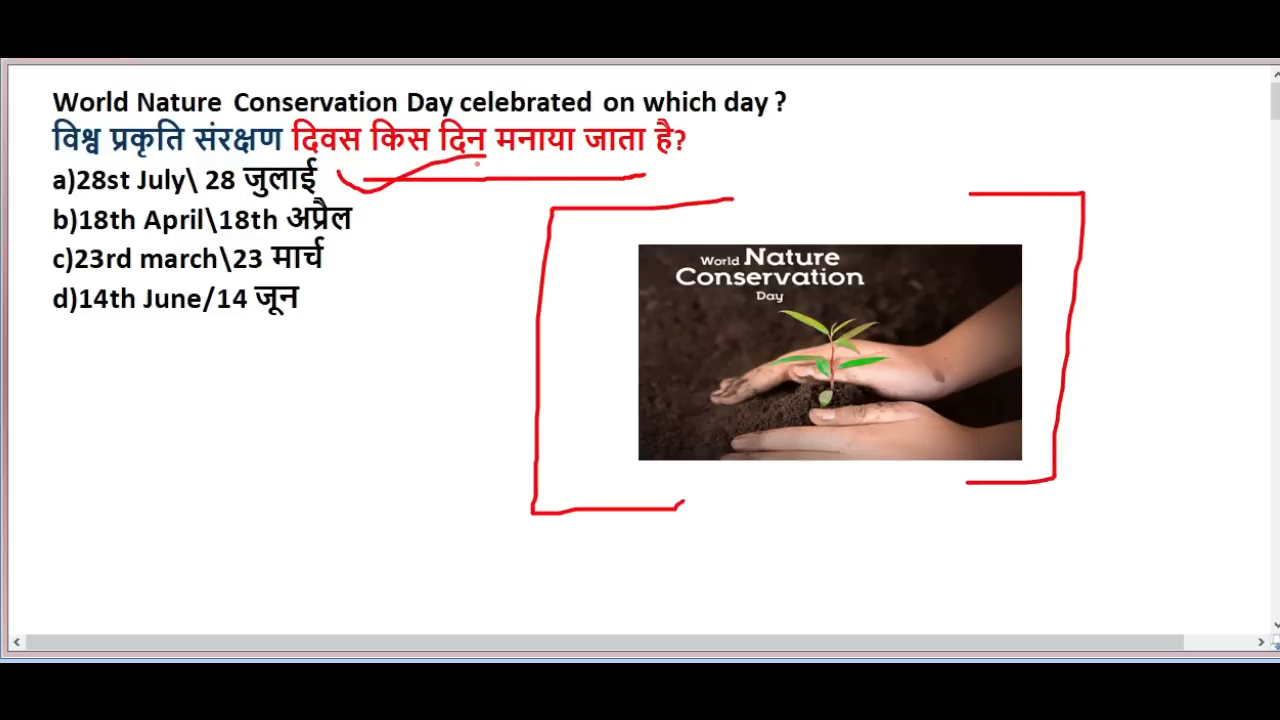 World Nature Conservation Day celebrated on which day ?
विश्व प्रकृति संरक्षण दिवस किस दिन मनाया जाता है?
a)28st July\ 28 जुलाई
b)18th April\18th अप्रैल
c)23rd march\23 मार्च
d)14th June/14 जून
World Nature
Conservation
Day